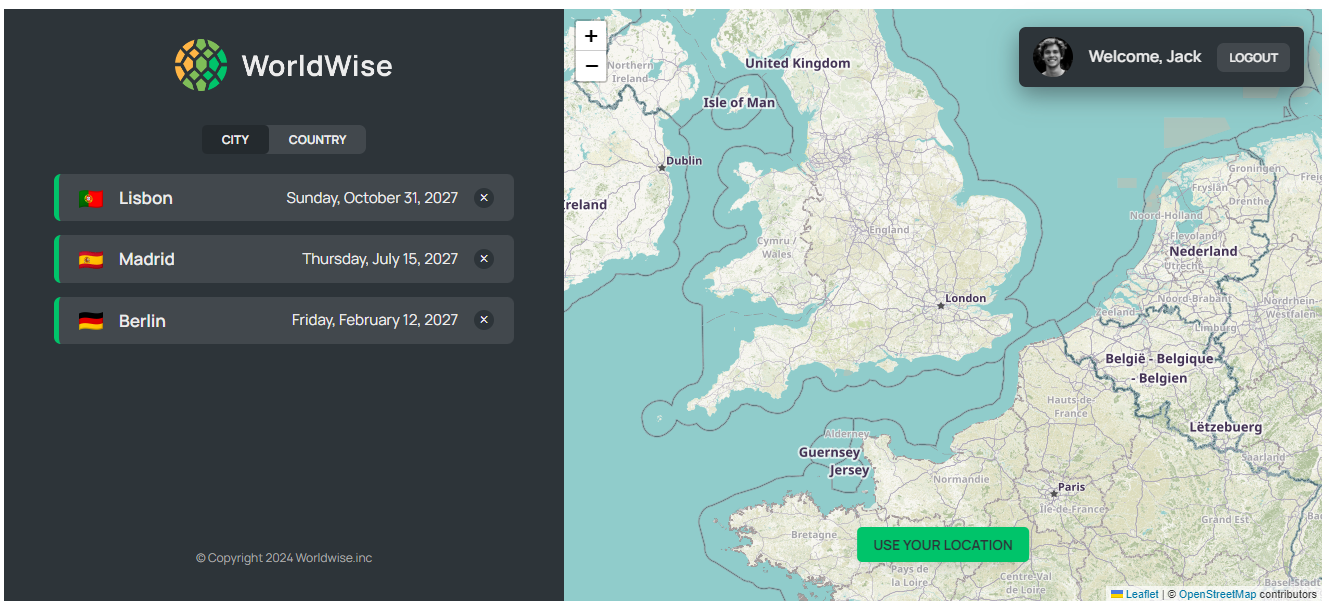 WorldWise
CITY
COUNTRY
Lisbon
Sunday, October 31, 2027
×
Madrid
Thursday, July 15, 2027
×
Berlin
Friday, February 12, 2027
×
© Copyright 2024 Worldwise.inc
+
−
Welcome, Jack
LOGOUT
United Kingdom
Northern
Ireland
Isle of Man
Dublin
Ireland
England
Cymru /
Wales
London
Groningen
Fryslân
Drenthe
Noord-Holland
Flevoland
Nederland
Utrecht
Noord-Brabant
Zeeland
Limburg
Nordrhein-
Westfalen
België - Belgique
- Belgien
Hauts-de-
France
Lëtzebuerg
Saarland
Alderney
Guernsey
Jersey
Normandie
Paris
Île-de-France
Grand Est
Bretagne
USE YOUR LOCATION
Pays de
la Loire
Centre-Val
de Loire
Leaflet | © OpenStreetMap contributors